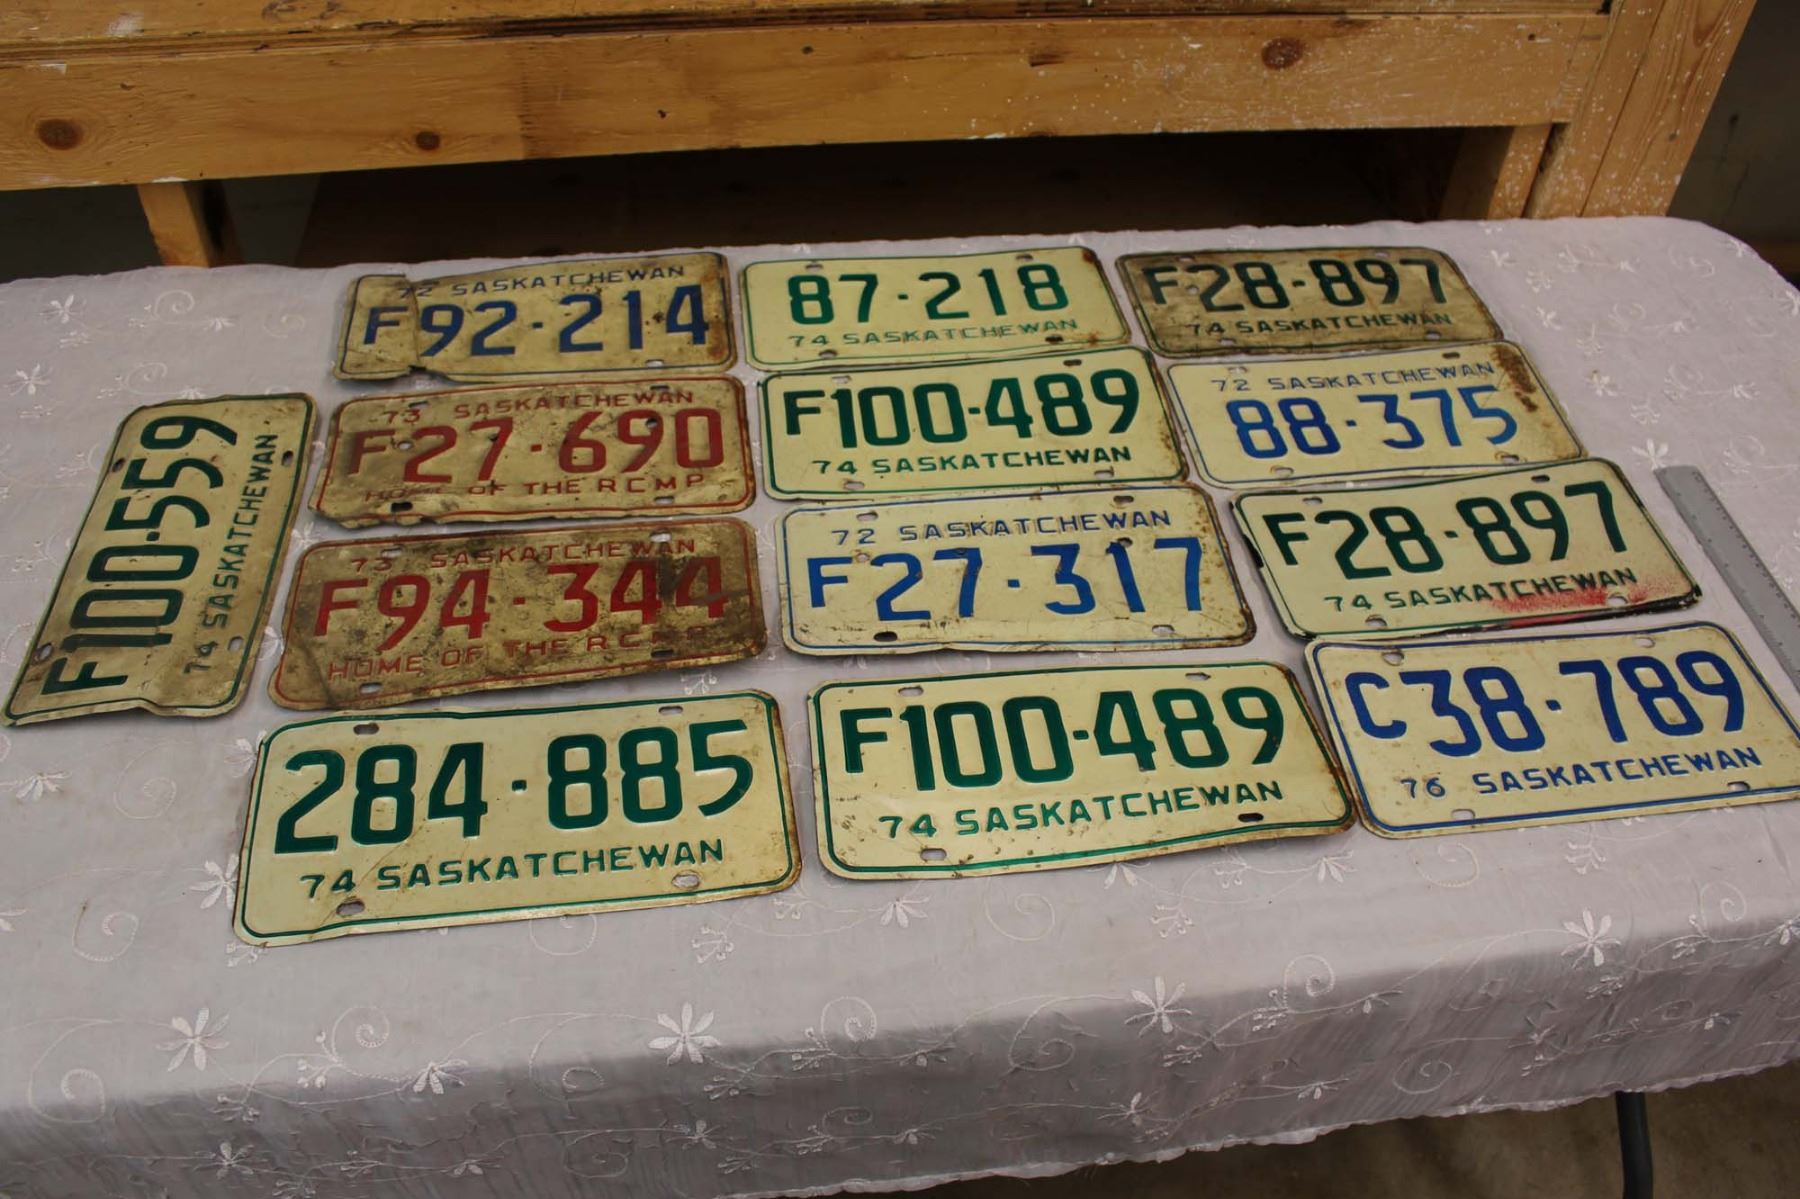 72 SASKATCHEWAN
F92-214
87-218
74 SASKATCHEWAN
F28-897
74 SASKATCHEWAN
F100-559
74 SASKATCHEWAN
73 SASKATCHEWAN
F27-690
HOME OF THE RCMP
F100-489
74 SASKATCHEWAN
72 SASKATCHEWAN
88-375
73 SASKATCHEWAN
F94-344
HOME OF THE RCMP
72 SASKATCHEWAN
F27-317
F28-897
74 SASKATCHEWAN
284-885
74 SASKATCHEWAN
F100-489
74 SASKATCHEWAN
C38-789
76 SASKATCHEWAN